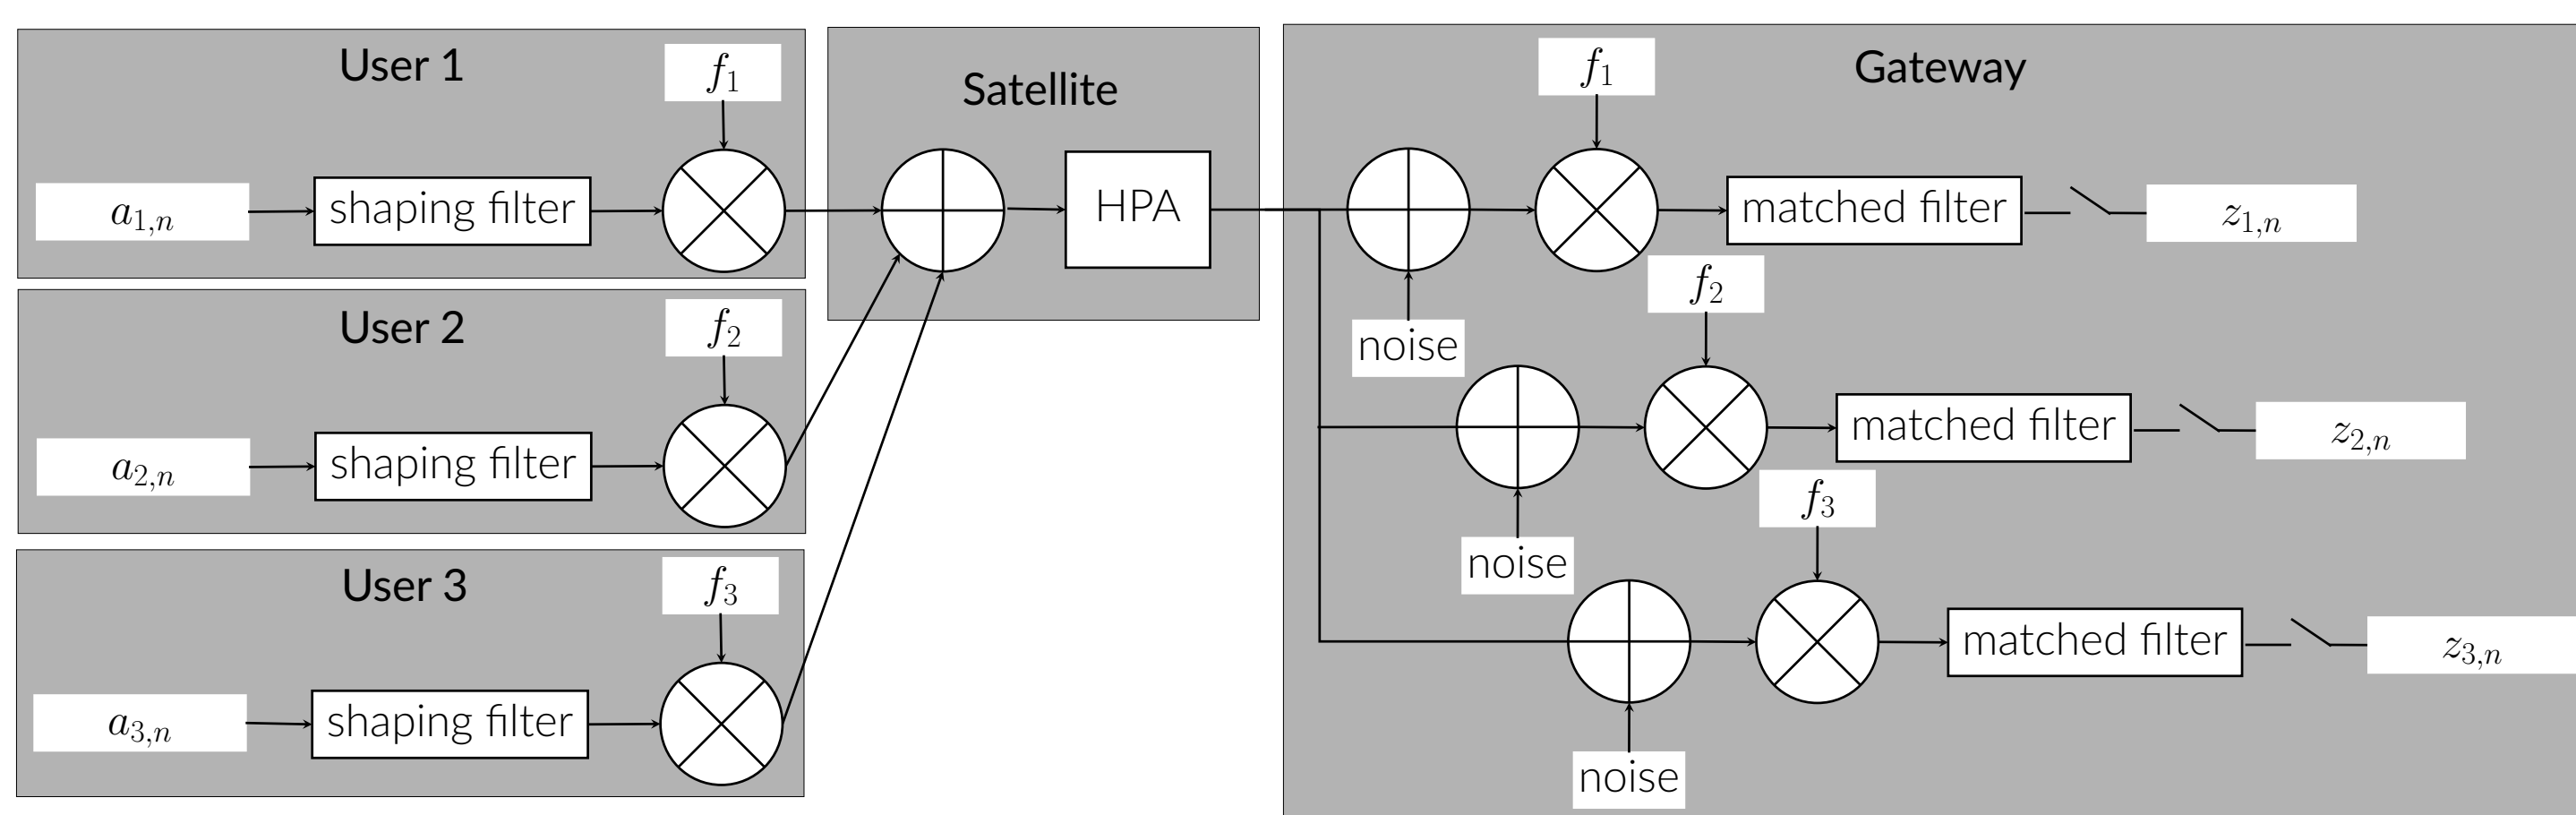 User 1
f₁
a₁,ₙ
shaping filter
User 2
f₂
a₂,ₙ
shaping filter
User 3
f₃
a₃,ₙ
shaping filter
Satellite
HPA
Gateway
f₁
noise
matched filter
z₁,ₙ
f₂
noise
matched filter
z₂,ₙ
f₃
noise
matched filter
z₃,ₙ